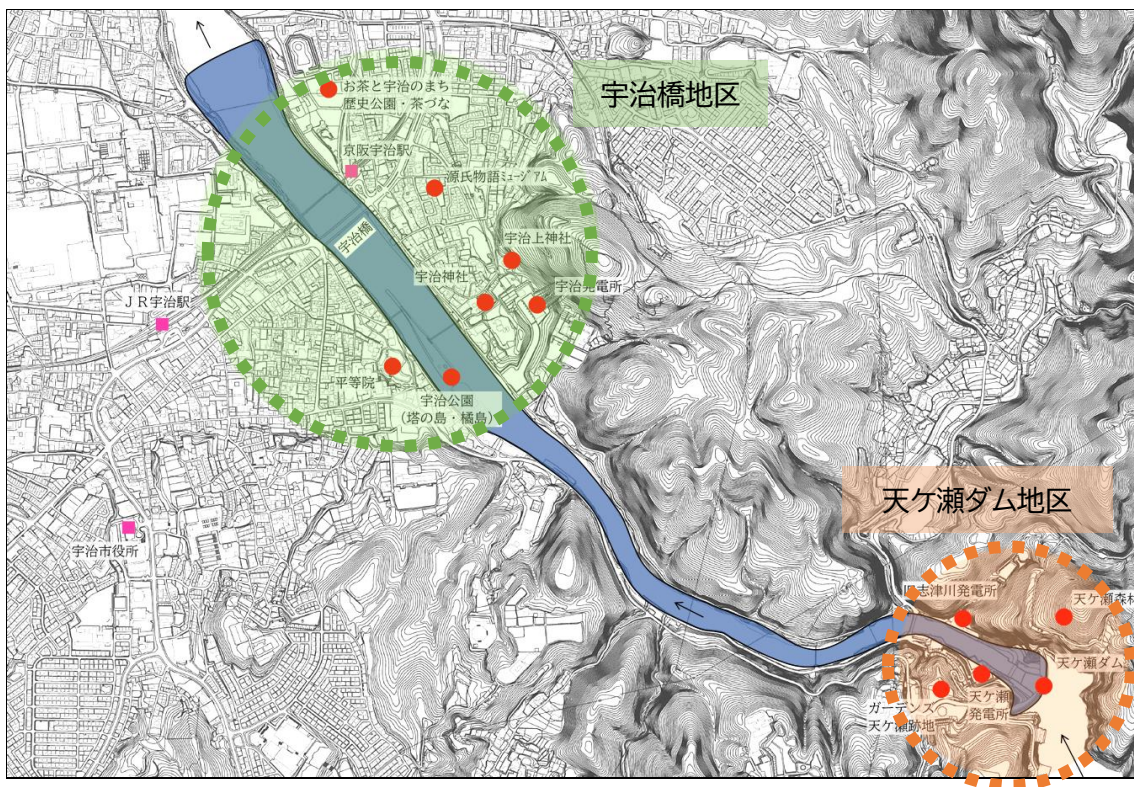 宇治橋地区
お茶と宇治のまち
歴史公園・茶づな
京阪宇治駅
源氏物語ﾐｭｰｼﾞｱﾑ
宇治橋
宇治上神社
宇治神社
宇治発電所
JR宇治駅
平等院
宇治公園
(塔の島・橘島)
天ケ瀬ダム地区
宇治市役所
旧志津川発電所
天ケ瀬森林
天ケ瀬ダム
天ケ瀬
発電所
ガーデンズ
天ケ瀬跡地